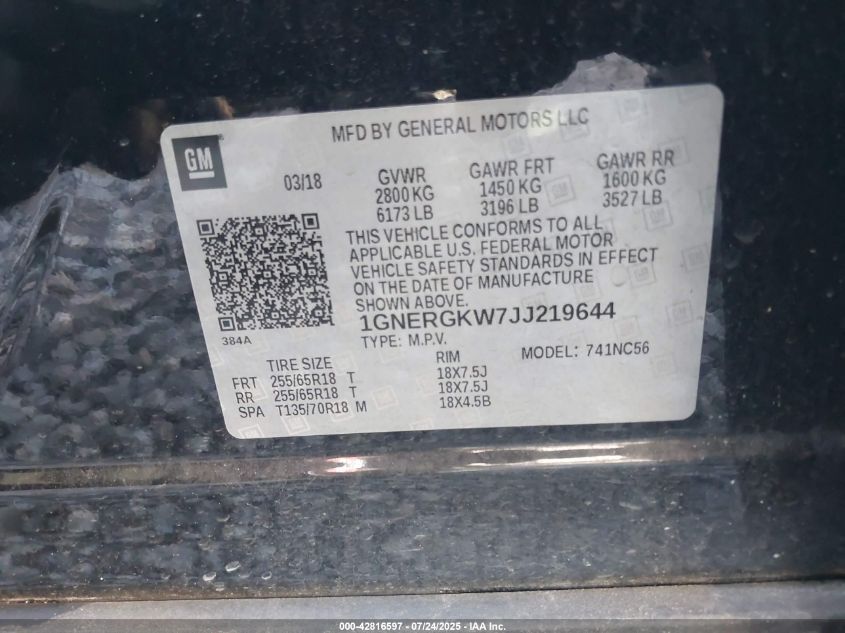 MFD BY GENERAL MOTORS LLC
GM
03/18
GVWR GAWR FRT GAWR RR
2800 KG 1450 KG 1600 KG
6173 LB 3196 LB 3527 LB
THIS VEHICLE CONFORMS TO ALL
APPLICABLE U.S. FEDERAL MOTOR
VEHICLE SAFETY STANDARDS IN EFFECT
ON THE DATE OF MANUFACTURE
SHOWN ABOVE.
384A
1GNERGKW7JJ219644
TYPE: M.P.V. MODEL: 741NC56
TIRE SIZE RIM
FRT 255/65R18 T 18X7.5J
RR 255/65R18 T 18X7.5J
SPA T135/70R18 M 18X4.5B
000-42816597 - 07/24/2025 - IAA Inc.